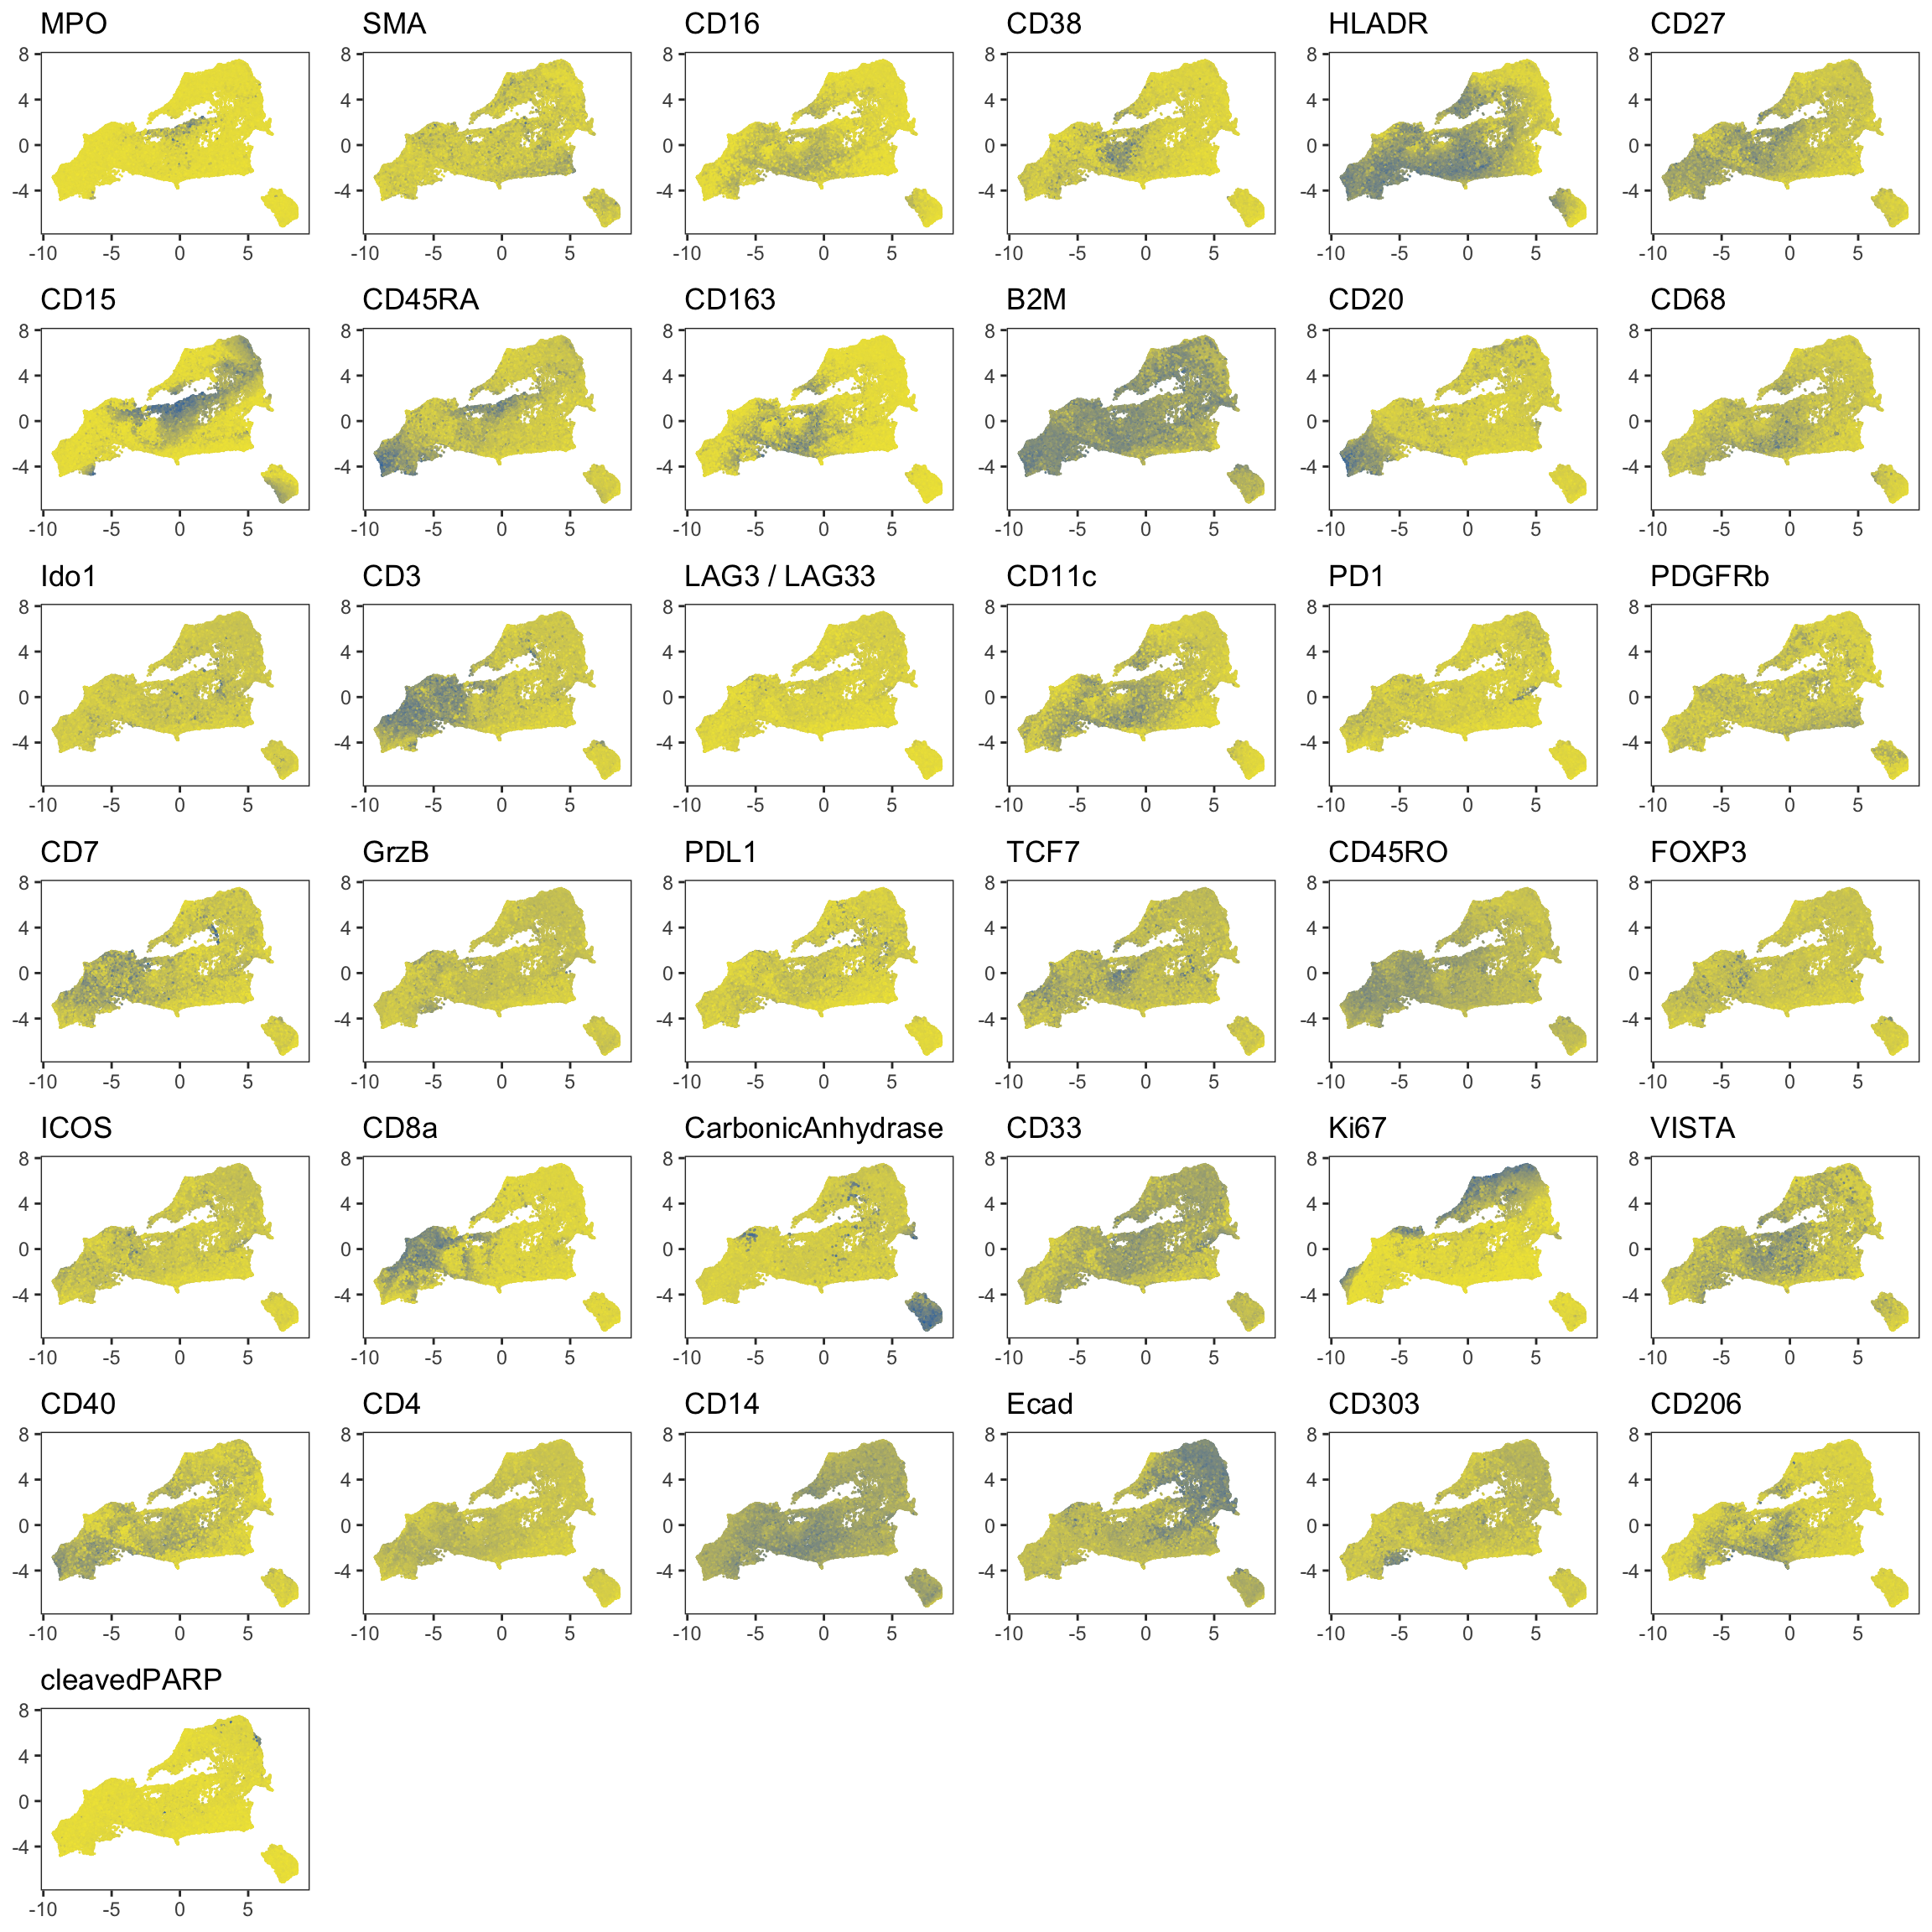 MPO SMA CD16 CD38 HLADR CD27
8 8 8 8 8 8
4 4 4 4 4 4
0 0 0 0 0 0
-4 -4 -4 -4 -4 -4
-10 -5 0 5 -10 -5 0 5 -10 -5 0 5 -10 -5 0 5 -10 -5 0 5 -10 -5 0 5
CD15 CD45RA CD163 B2M CD20 CD68
8 8 8 8 8 8
4 4 4 4 4 4
0 0 0 0 0 0
-4 -4 -4 -4 -4 -4
-10 -5 0 5 -10 -5 0 5 -10 -5 0 5 -10 -5 0 5 -10 -5 0 5 -10 -5 0 5
Ido1 CD3 LAG3 / LAG33 CD11c PD1 PDGFRb
8 8 8 8 8 8
4 4 4 4 4 4
0 0 0 0 0 0
-4 -4 -4 -4 -4 -4
-10 -5 0 5 -10 -5 0 5 -10 -5 0 5 -10 -5 0 5 -10 -5 0 5 -10 -5 0 5
CD7 GrzB PDL1 TCF7 CD45RO FOXP3
8 8 8 8 8 8
4 4 4 4 4 4
0 0 0 0 0 0
-4 -4 -4 -4 -4 -4
-10 -5 0 5 -10 -5 0 5 -10 -5 0 5 -10 -5 0 5 -10 -5 0 5 -10 -5 0 5
ICOS CD8a CarbonicAnhydrase CD33 Ki67 VISTA
8 8 8 8 8 8
4 4 4 4 4 4
0 0 0 0 0 0
-4 -4 -4 -4 -4 -4
-10 -5 0 5 -10 -5 0 5 -10 -5 0 5 -10 -5 0 5 -10 -5 0 5 -10 -5 0 5
CD40 CD4 CD14 Ecad CD303 CD206
8 8 8 8 8 8
4 4 4 4 4 4
0 0 0 0 0 0
-4 -4 -4 -4 -4 -4
-10 -5 0 5 -10 -5 0 5 -10 -5 0 5 -10 -5 0 5 -10 -5 0 5 -10 -5 0 5
cleavedPARP
8
4
0
-4
-10 -5 0 5